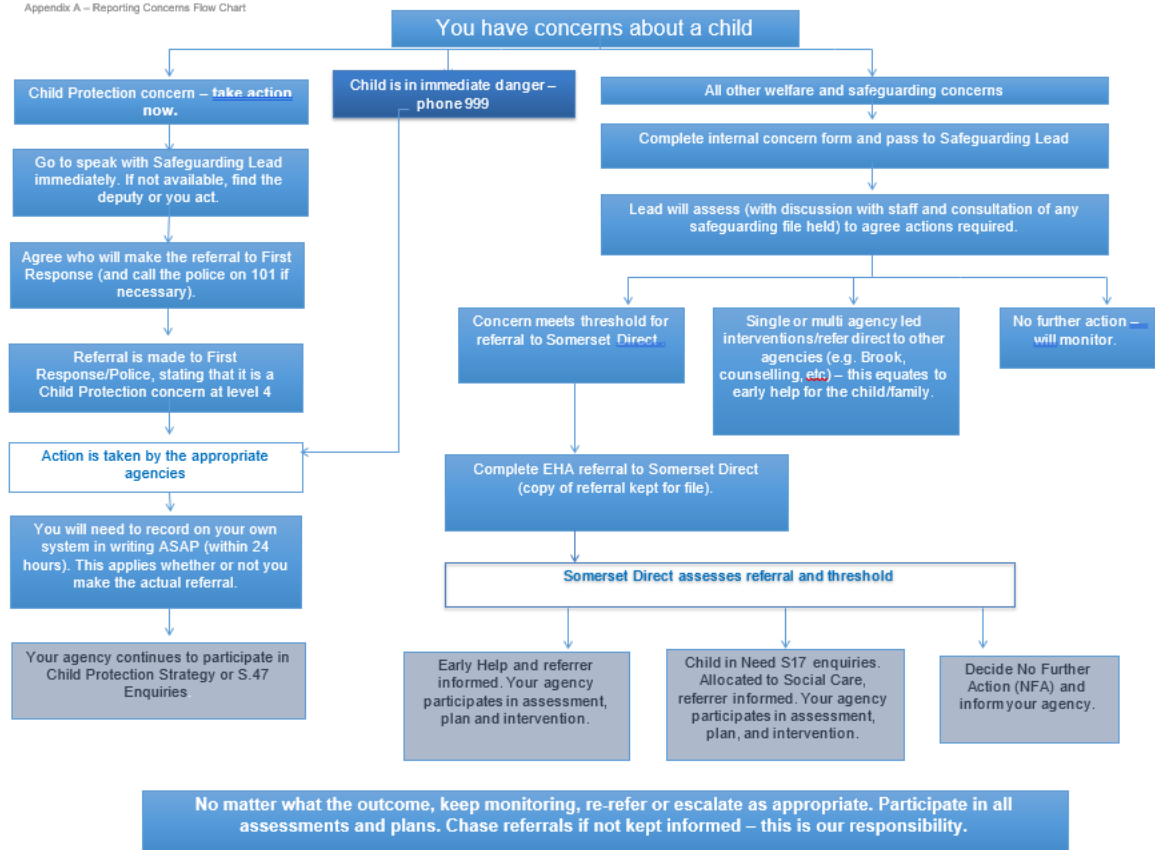 Appendix A – Reporting Concerns Flow Chart
You have concerns about a child
Child Protection concern – take action
now.
Child is in immediate danger –
phone 999
All other welfare and safeguarding concerns
Complete internal concern form and pass to Safeguarding Lead
Go to speak with Safeguarding Lead
immediately. If not available, find the
deputy or you act.
Lead will assess (with discussion with staff and consultation of any
safeguarding file held) to agree actions required.
Agree who will make the referral to First
Response (and call the police on 101 if
necessary).
Concern meets threshold for
referral to Somerset Direct.
Single or multi agency led
interventions/refer direct to other
agencies (e.g. Brook,
counselling, etc) – this equates to
early help for the child/family.
No further action –
will monitor.
Referral is made to First
Response/Police, stating that it is a
Child Protection concern at level 4
Action is taken by the appropriate
agencies
Complete EHA referral to Somerset Direct
(copy of referral kept for file).
You will need to record on your own
system in writing ASAP (within 24
hours). This applies whether or not you
make the actual referral.
Somerset Direct assesses referral and threshold
Your agency continues to participate in
Child Protection Strategy or S.47
Enquiries.
Early Help and referrer
informed. Your agency
participates in assessment,
plan and intervention.
Child in Need S17 enquiries.
Allocated to Social Care,
referrer informed. Your agency
participates in assessment,
plan, and intervention.
Decide No Further
Action (NFA) and
inform your agency.
No matter what the outcome, keep monitoring, re-refer or escalate as appropriate. Participate in all
assessments and plans. Chase referrals if not kept informed – this is our responsibility.